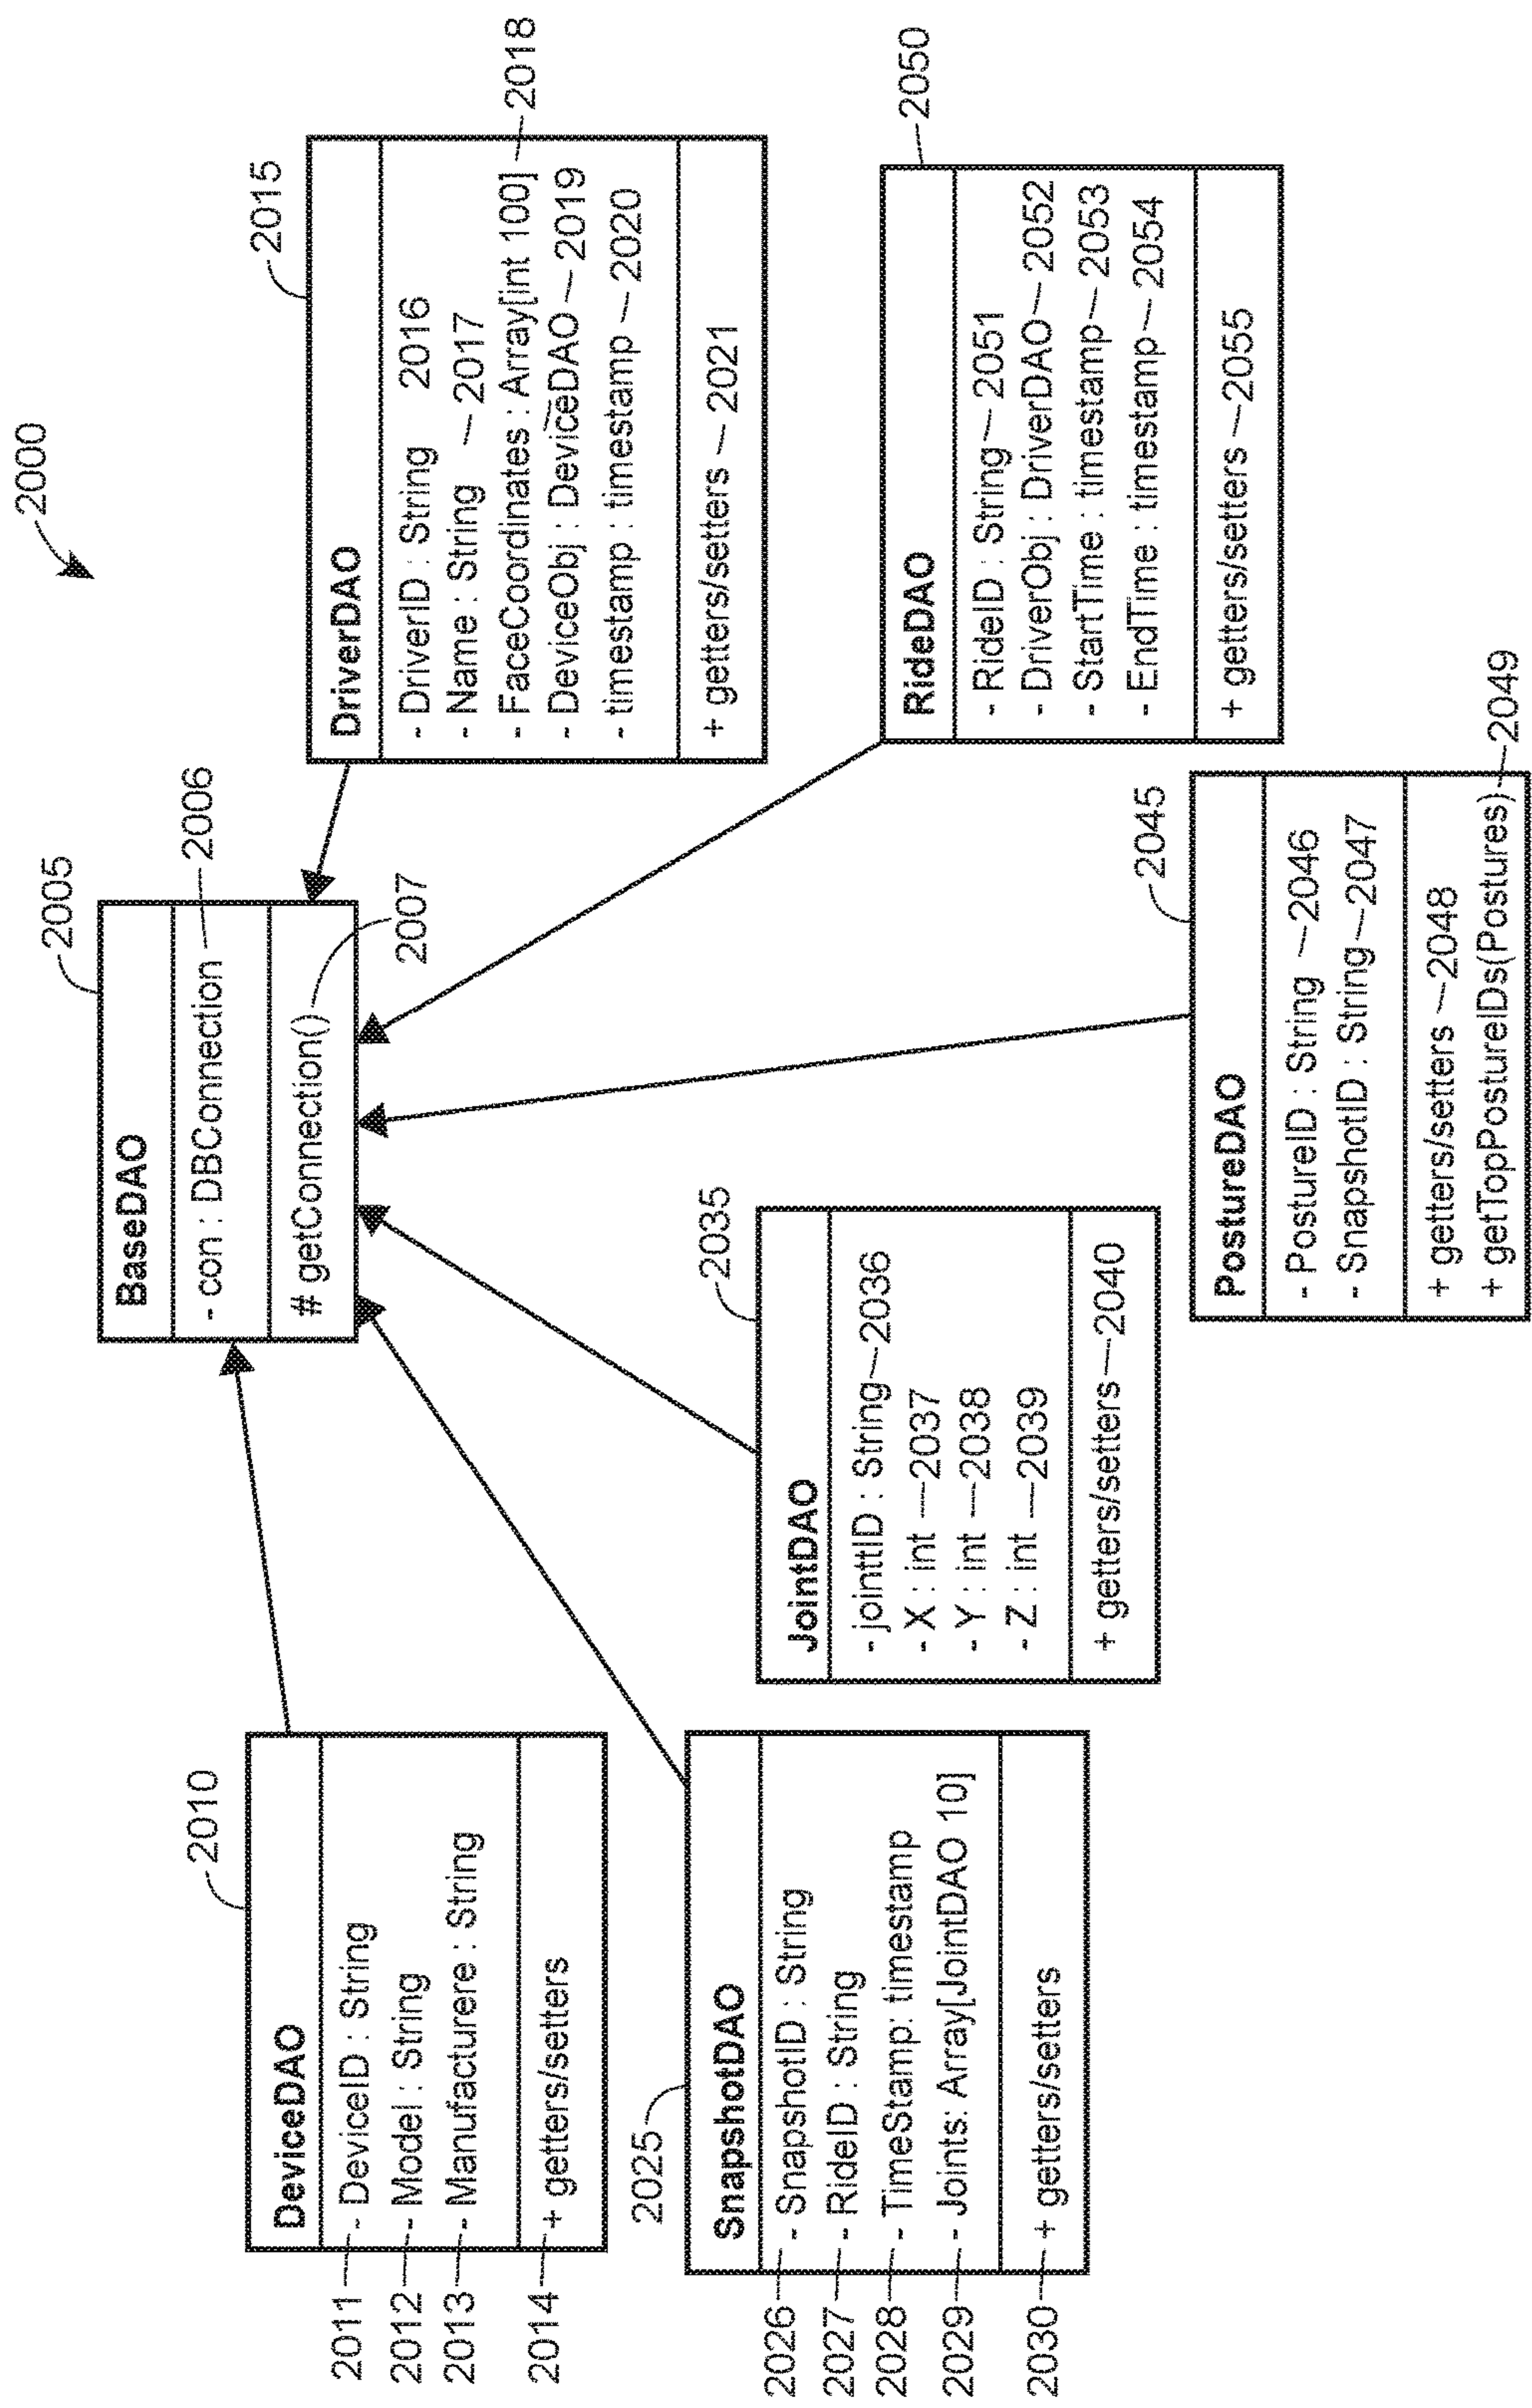 2000
2005
BaseDAO
- con : DBConnection 2006
# getConnection()
2007
2010
DeviceDAO
2011 - DeviceID : String
2012 - Model : String
2013 - Manufacturere : String
2014 + getters/setters
2015
DriverDAO
- DriverID : String 2016
- Name : String 2017
- FaceCoordinates : Array[int 100] 2018
- DeviceObj : DeviceDAO 2019
- timestamp : timestamp 2020
+ getters/setters 2021
2025
SnapshotDAO
2026 - SnapshotID : String
2027 - RideID : String
2028 - TimeStamp: timestamp
2029 - Joints: Array[JointDAO 10]
2030 + getters/setters
2035
JointDAO
- jointtID : String 2036
- X : int 2037
- Y : int 2038
- Z : int 2039
+ getters/setters 2040
2045
PostureDAO
- PostureID : String 2046
- SnapshotID : String 2047
+ getters/setters 2048
+ getTopPostureIDs(Postures) 2049
2050
RideDAO
- RideID : String 2051
- DriverObj : DriverDAO 2052
- StartTime : timestamp 2053
- EndTime : timestamp 2054
+ getters/setters 2055